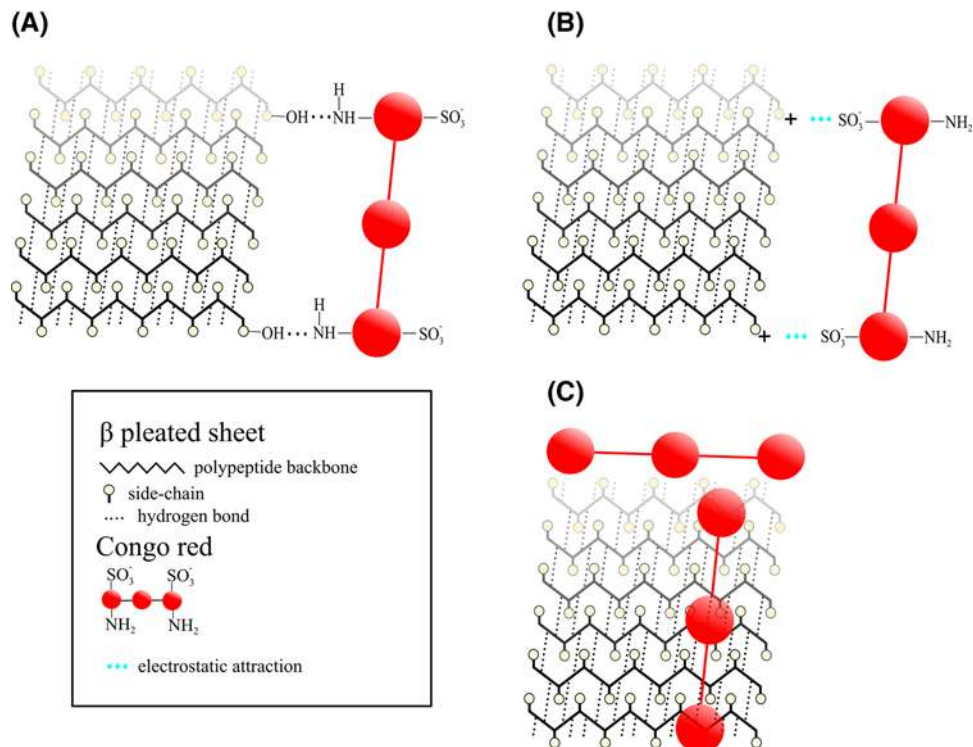 (A)
H
OH···NH
SO₃⁻
H
OH···NH
SO₃⁻
(B)
+ ··· SO₃⁻
NH₂
+ ··· SO₃⁻
NH₂
β pleated sheet
polypeptide backbone
side-chain
hydrogen bond
Congo red
SO₃⁻ SO₃⁻
NH₂ NH₂
electrostatic attraction
(C)